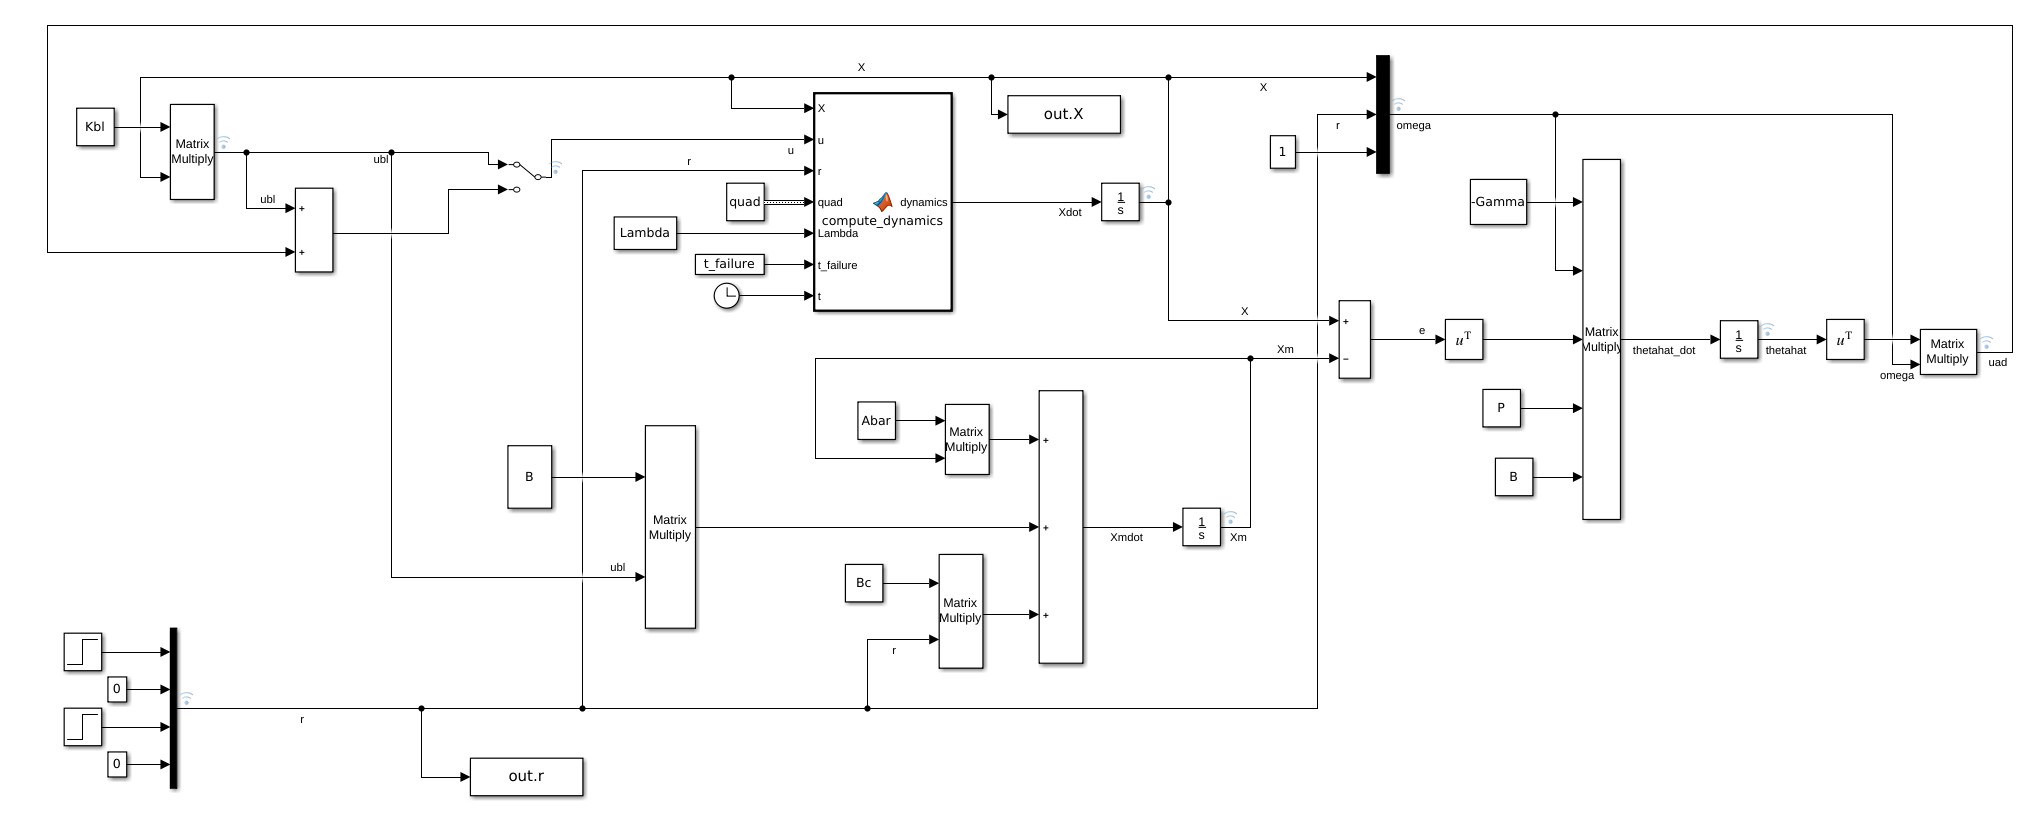 X
X
Kbl
Matrix
Multiply
ubl
ubl
+
+
X
u
r
quad
Lambda
t_failure
t
dynamics
compute_dynamics
u
r
quad
Lambda
t_failure
out.X
Xdot
1
s
r
1
omega
-Gamma
Matrix
Multiply
X
Xm
+
−
e
u^T
P
B
thetahat_dot
1
s
thetahat
u^T
omega
Matrix
Multiply
uad
Abar
Matrix
Multiply
B
Matrix
Multiply
ubl
+
+
+
Xmdot
1
s
Xm
Bc
Matrix
Multiply
r
0
0
r
out.r